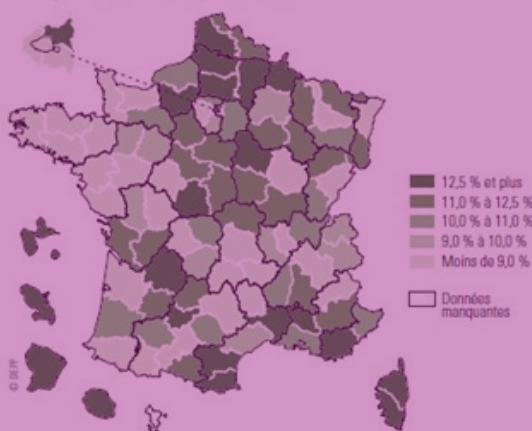 12,5 % et plus
11,0 % à 12,5 %
10,0 % à 11,0 %
9,0 % à 10,0 %
Moins de 9,0 %
Données
manquantes
© DEPP